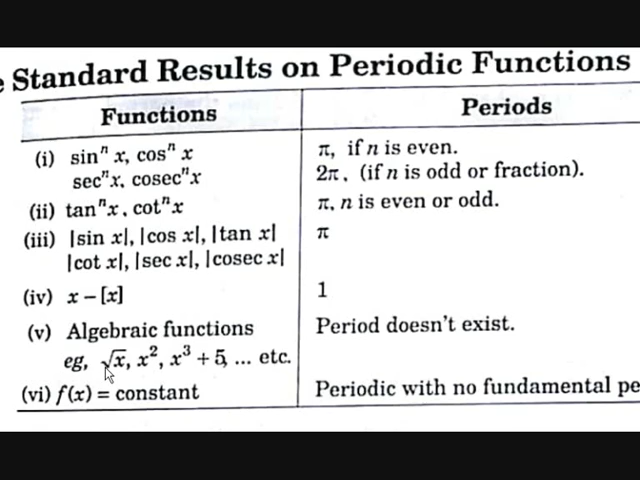 e Standard Results on Periodic Functions
Functions Periods
(i) sinⁿ x, cosⁿ x π, if n is even.
secⁿx, cosecⁿx 2π, (if n is odd or fraction).
(ii) tanⁿx, cotⁿx π, n is even or odd.
(iii) |sin x|, |cos x|, |tan x| π
|cot x|, |sec x|, |cosec x|
(iv) x – [x] 1
(v) Algebraic functions Period doesn't exist.
eg, √x, x², x³ + 5, ... etc.
(vi) f(x) = constant Periodic with no fundamental pe